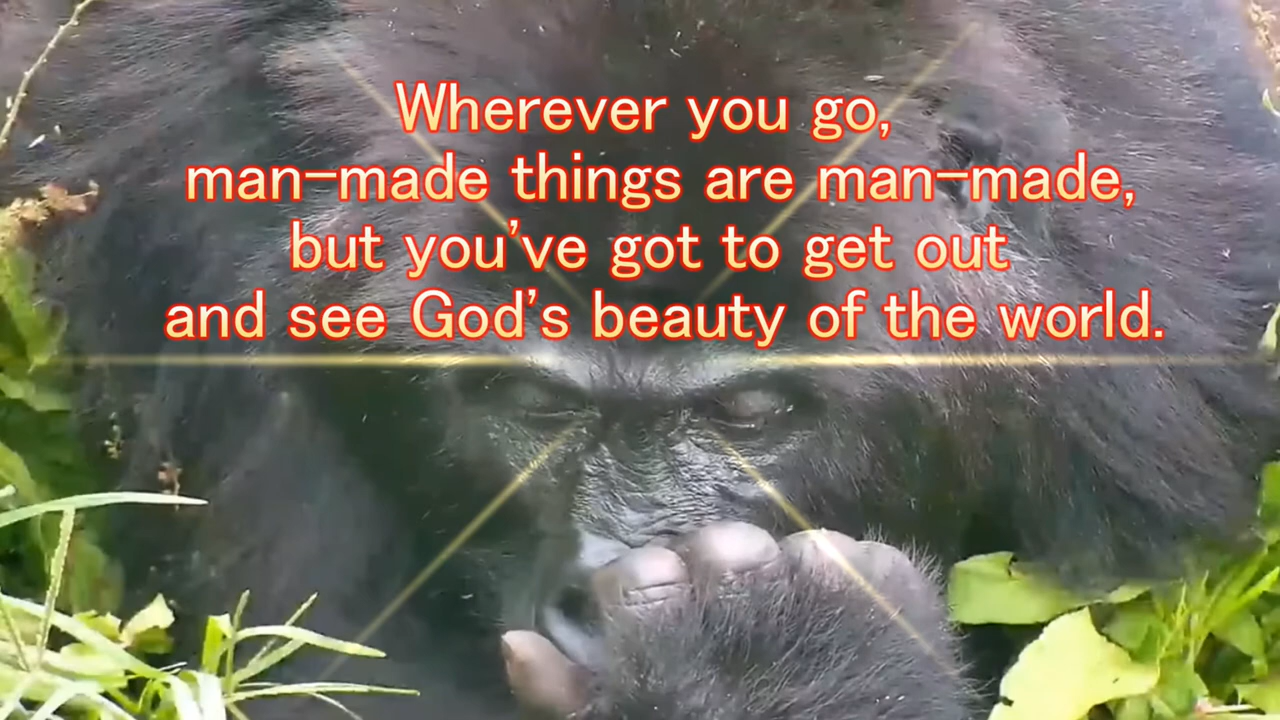 Wherever you go,
man-made things are man-made,
but you've got to get out
and see God's beauty of the world.